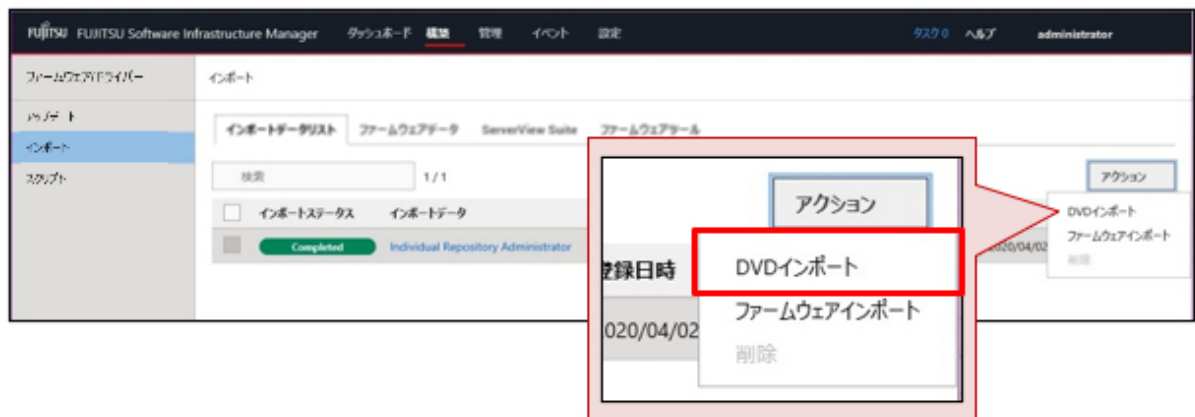 FUJITSU FUJITSU Software Infrastructure Manager ダッシュボード 構築 管理 イベント 設定 タスク 0 ヘルプ administrator
ファームウェア/ドライバー インポート
アップデート
インポート
スクリプト
インポートデータリスト ファームウェアデータ ServerView Suite ファームウェアツール
検索 1 / 1 アクション
インポートステータス インポートデータ
Completed Individual Repository Administrator 2020/04/02
DVDインポート
ファームウェアインポート
削除
アクション
登録日時 DVDインポート
ファームウェアインポート
2020/04/02
削除